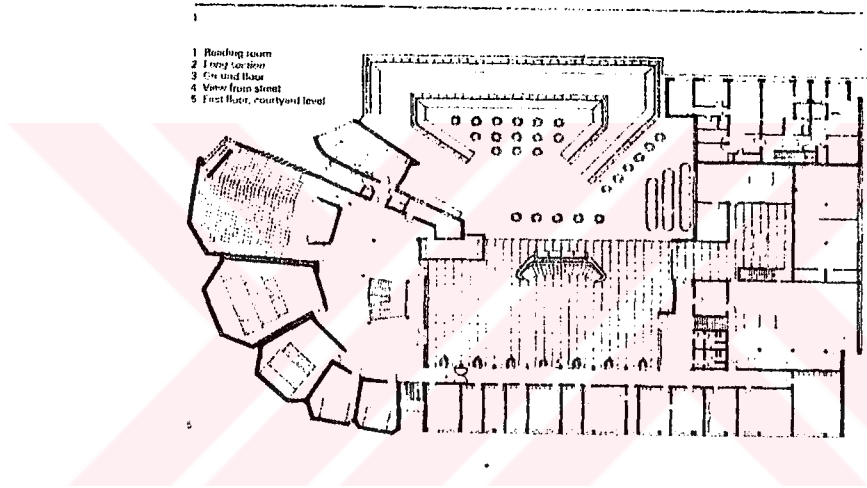 1
1 Reading room
2 Long section
3 Ground floor
4 View from street
5 First floor, courtyard level
5